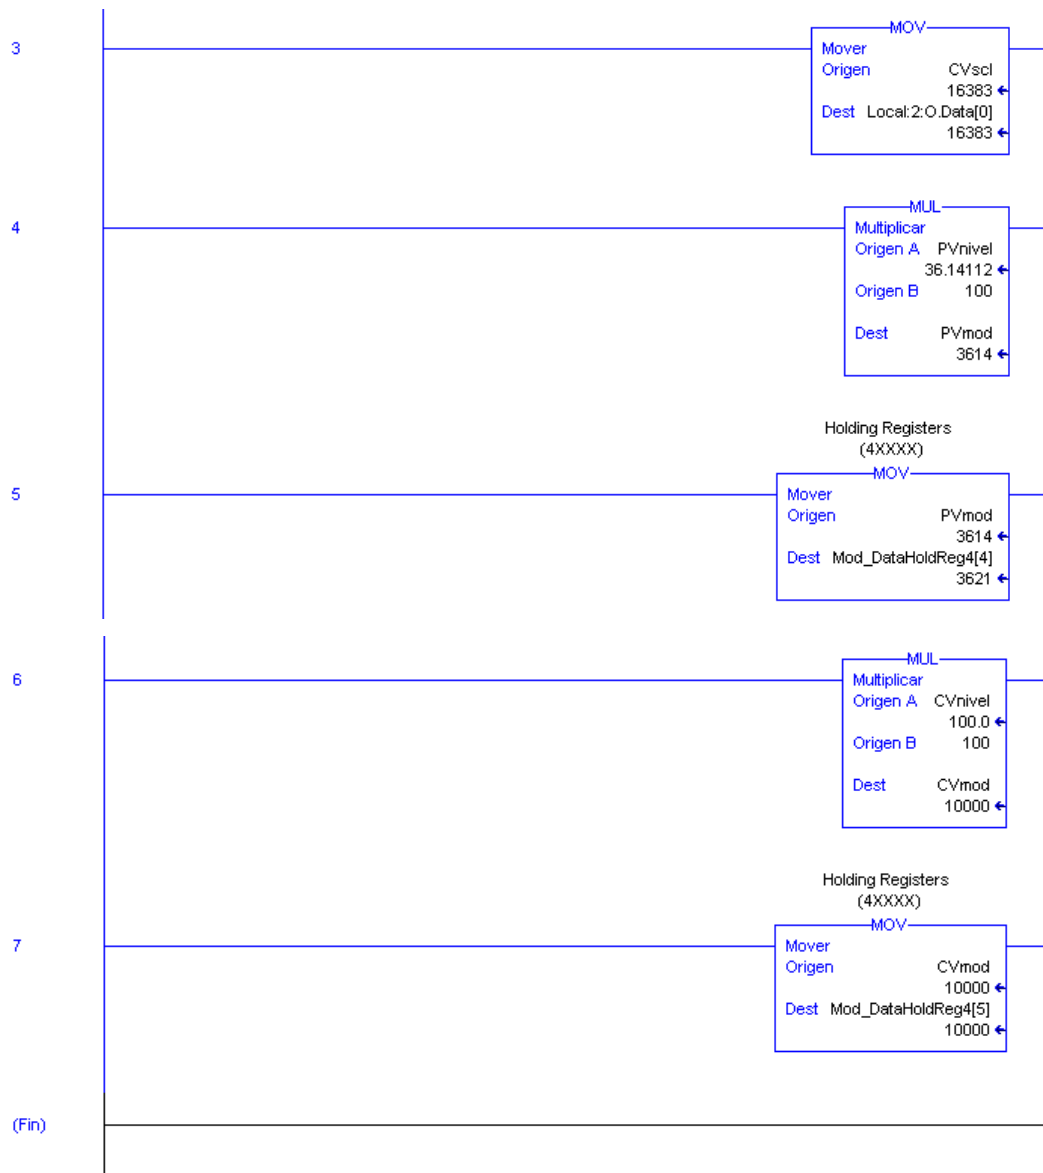 3
MOV
Mover
Origen CVscl
16383
Dest Local:2:O.Data[0]
16383
4
MUL
Multiplicar
Origen A PVnivel
36.14112
Origen B 100
Dest PVmod
3614
Holding Registers
(4XXXX)
5
MOV
Mover
Origen PVmod
3614
Dest Mod_DataHoldReg4[4]
3621
6
MUL
Multiplicar
Origen A CVnivel
100.0
Origen B 100
Dest CVmod
10000
Holding Registers
(4XXXX)
7
MOV
Mover
Origen CVmod
10000
Dest Mod_DataHoldReg4[5]
10000
(Fin)